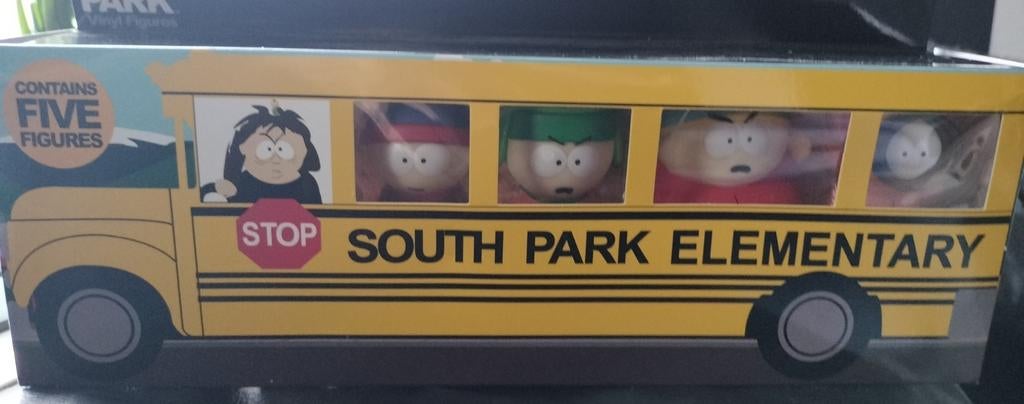 PARK
Vinyl Figures
CONTAINS
FIVE
FIGURES
STOP
SOUTH PARK ELEMENTARY